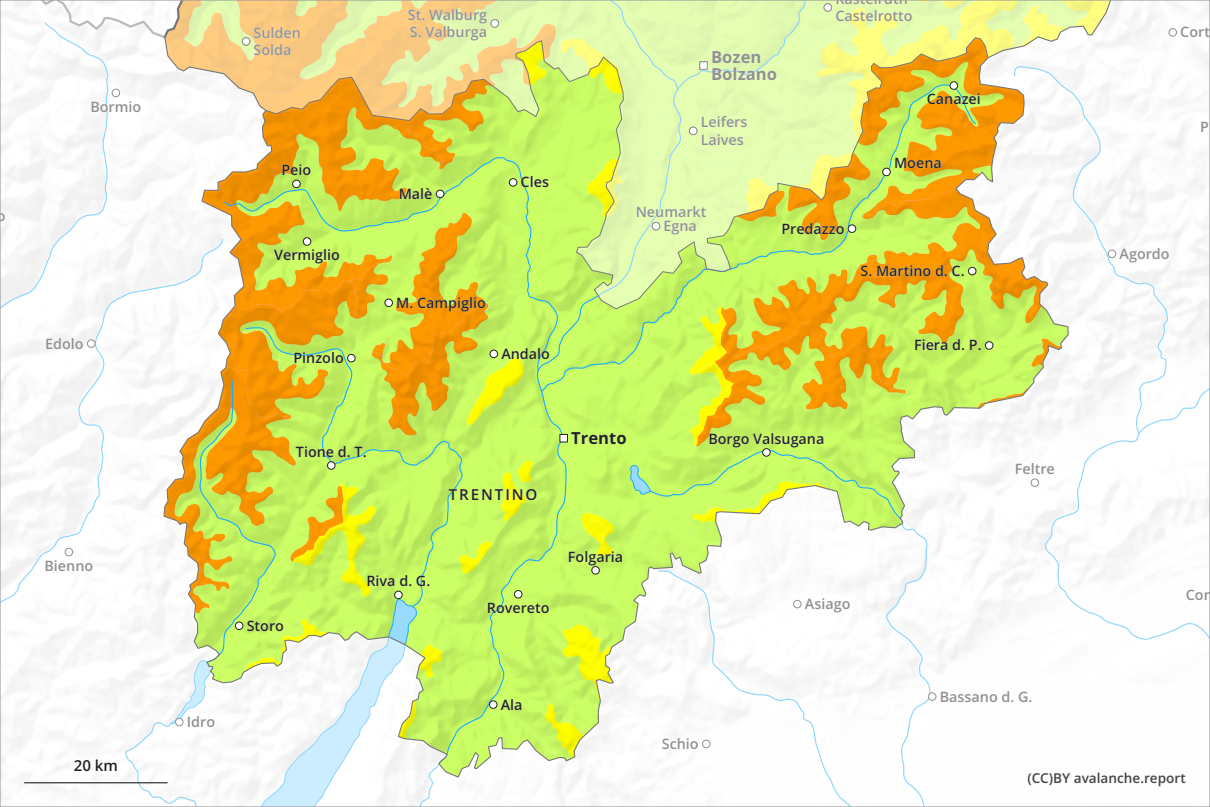 St. Walburg
S. Valburga
Kastelruth
Castelrotto
Sulden
Solda
Cort
Bozen
Bolzano
Bormio
Canazei
Leifers
Laives
P
Moena
Peio
Malè
Cles
Neumarkt
Egna
Predazzo
Vermiglio
Agordo
S. Martino d. C.
M. Campiglio
Edolo
Pinzolo
Andalo
Fiera d. P.
Trento
Borgo Valsugana
Tione d. T.
Feltre
TRENTINO
Bienno
Folgaria
Riva d. G.
Rovereto
Asiago
Cor
Storo
Ala
Bassano d. G.
Idro
Schio
20 km
(CC)BY avalanche.report